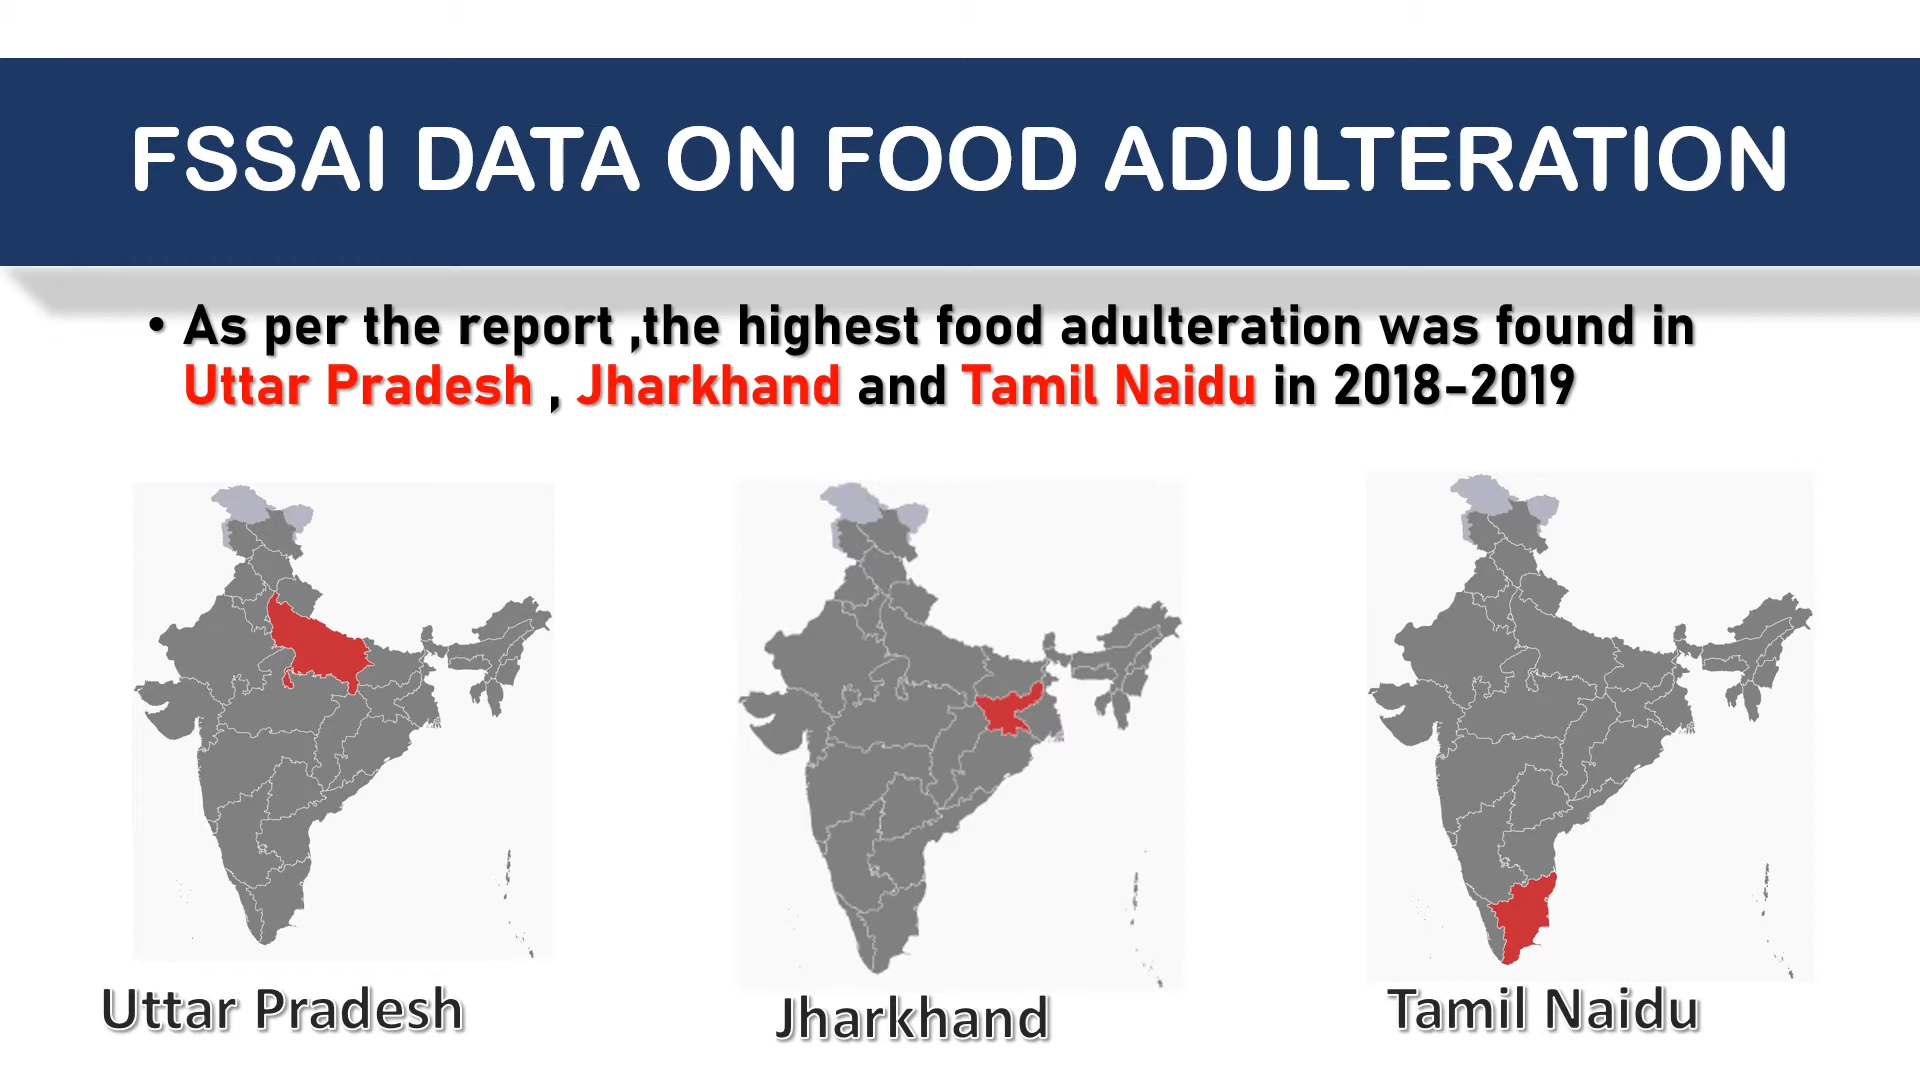 FSSAI DATA ON FOOD ADULTERATION
• As per the report ,the highest food adulteration was found in
Uttar Pradesh , Jharkhand and Tamil Naidu in 2018-2019
Uttar Pradesh
Jharkhand
Tamil Naidu